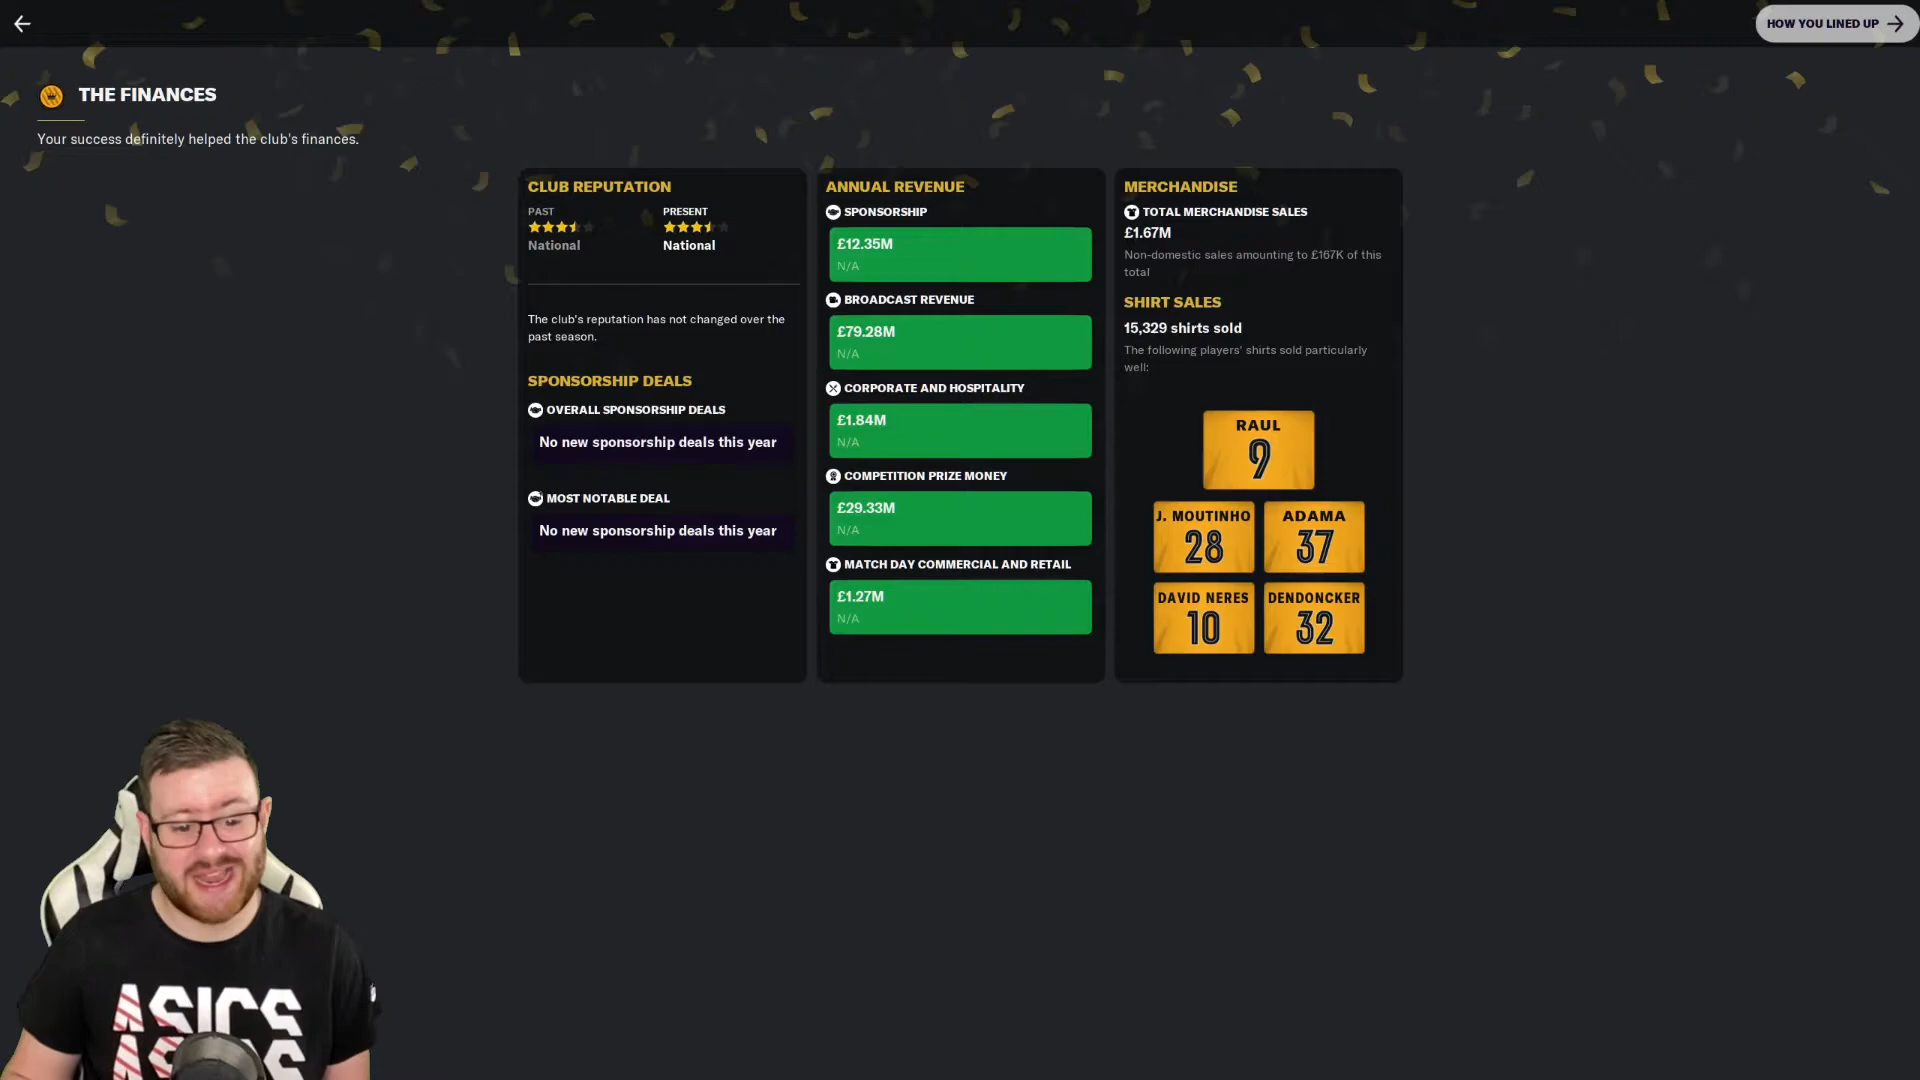 HOW YOU LINED UP
THE FINANCES
Your success definitely helped the club's finances.
CLUB REPUTATION
PAST
PRESENT
National
National
The club's reputation has not changed over the
past season.
SPONSORSHIP DEALS
OVERALL SPONSORSHIP DEALS
No new sponsorship deals this year
MOST NOTABLE DEAL
No new sponsorship deals this year
ANNUAL REVENUE
SPONSORSHIP
£12.35M
N/A
BROADCAST REVENUE
£79.28M
N/A
CORPORATE AND HOSPITALITY
£1.84M
N/A
COMPETITION PRIZE MONEY
£29.33M
N/A
MATCH DAY COMMERCIAL AND RETAIL
£1.27M
N/A
MERCHANDISE
TOTAL MERCHANDISE SALES
£1.67M
Non-domestic sales amounting to £167K of this
total
SHIRT SALES
15,329 shirts sold
The following players' shirts sold particularly
well:
RAUL
9
J. MOUTINHO
28
ADAMA
37
DAVID NERES
10
DENDONCKER
32
ASICS